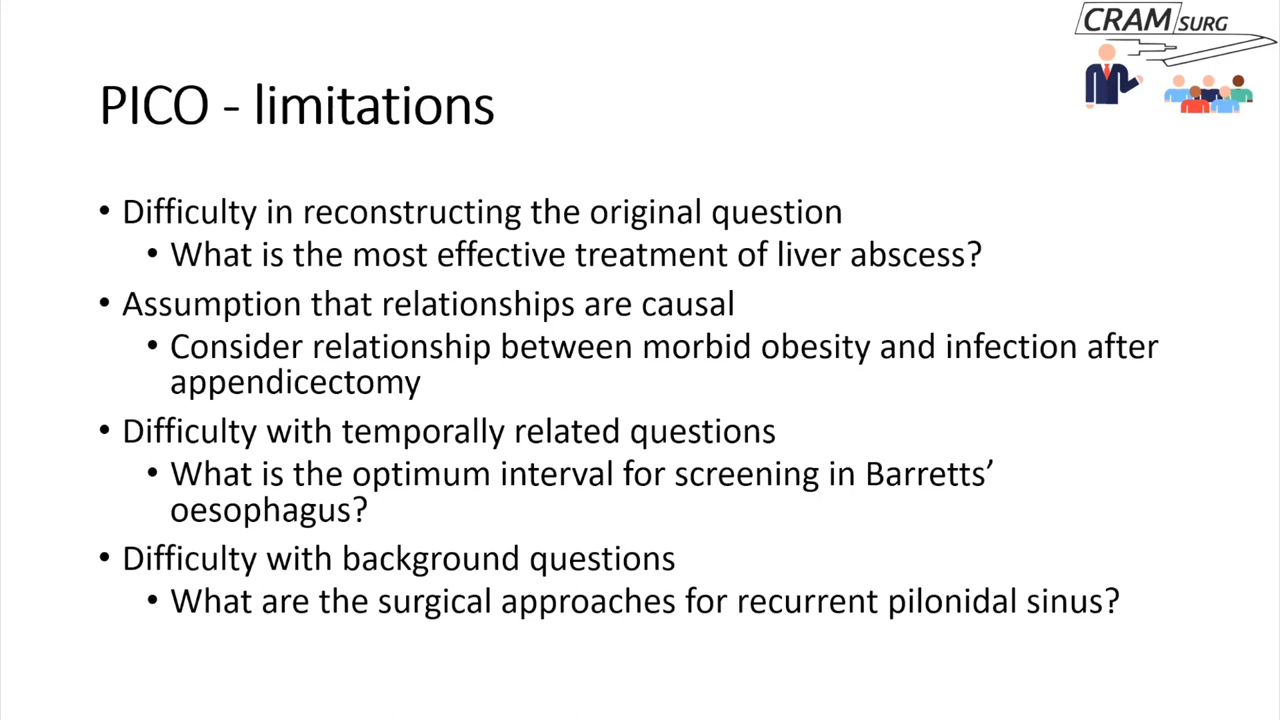 CRAM SURG
PICO - limitations
• Difficulty in reconstructing the original question
• What is the most effective treatment of liver abscess?
• Assumption that relationships are causal
• Consider relationship between morbid obesity and infection after
appendicectomy
• Difficulty with temporally related questions
• What is the optimum interval for screening in Barretts’
oesophagus?
• Difficulty with background questions
• What are the surgical approaches for recurrent pilonidal sinus?